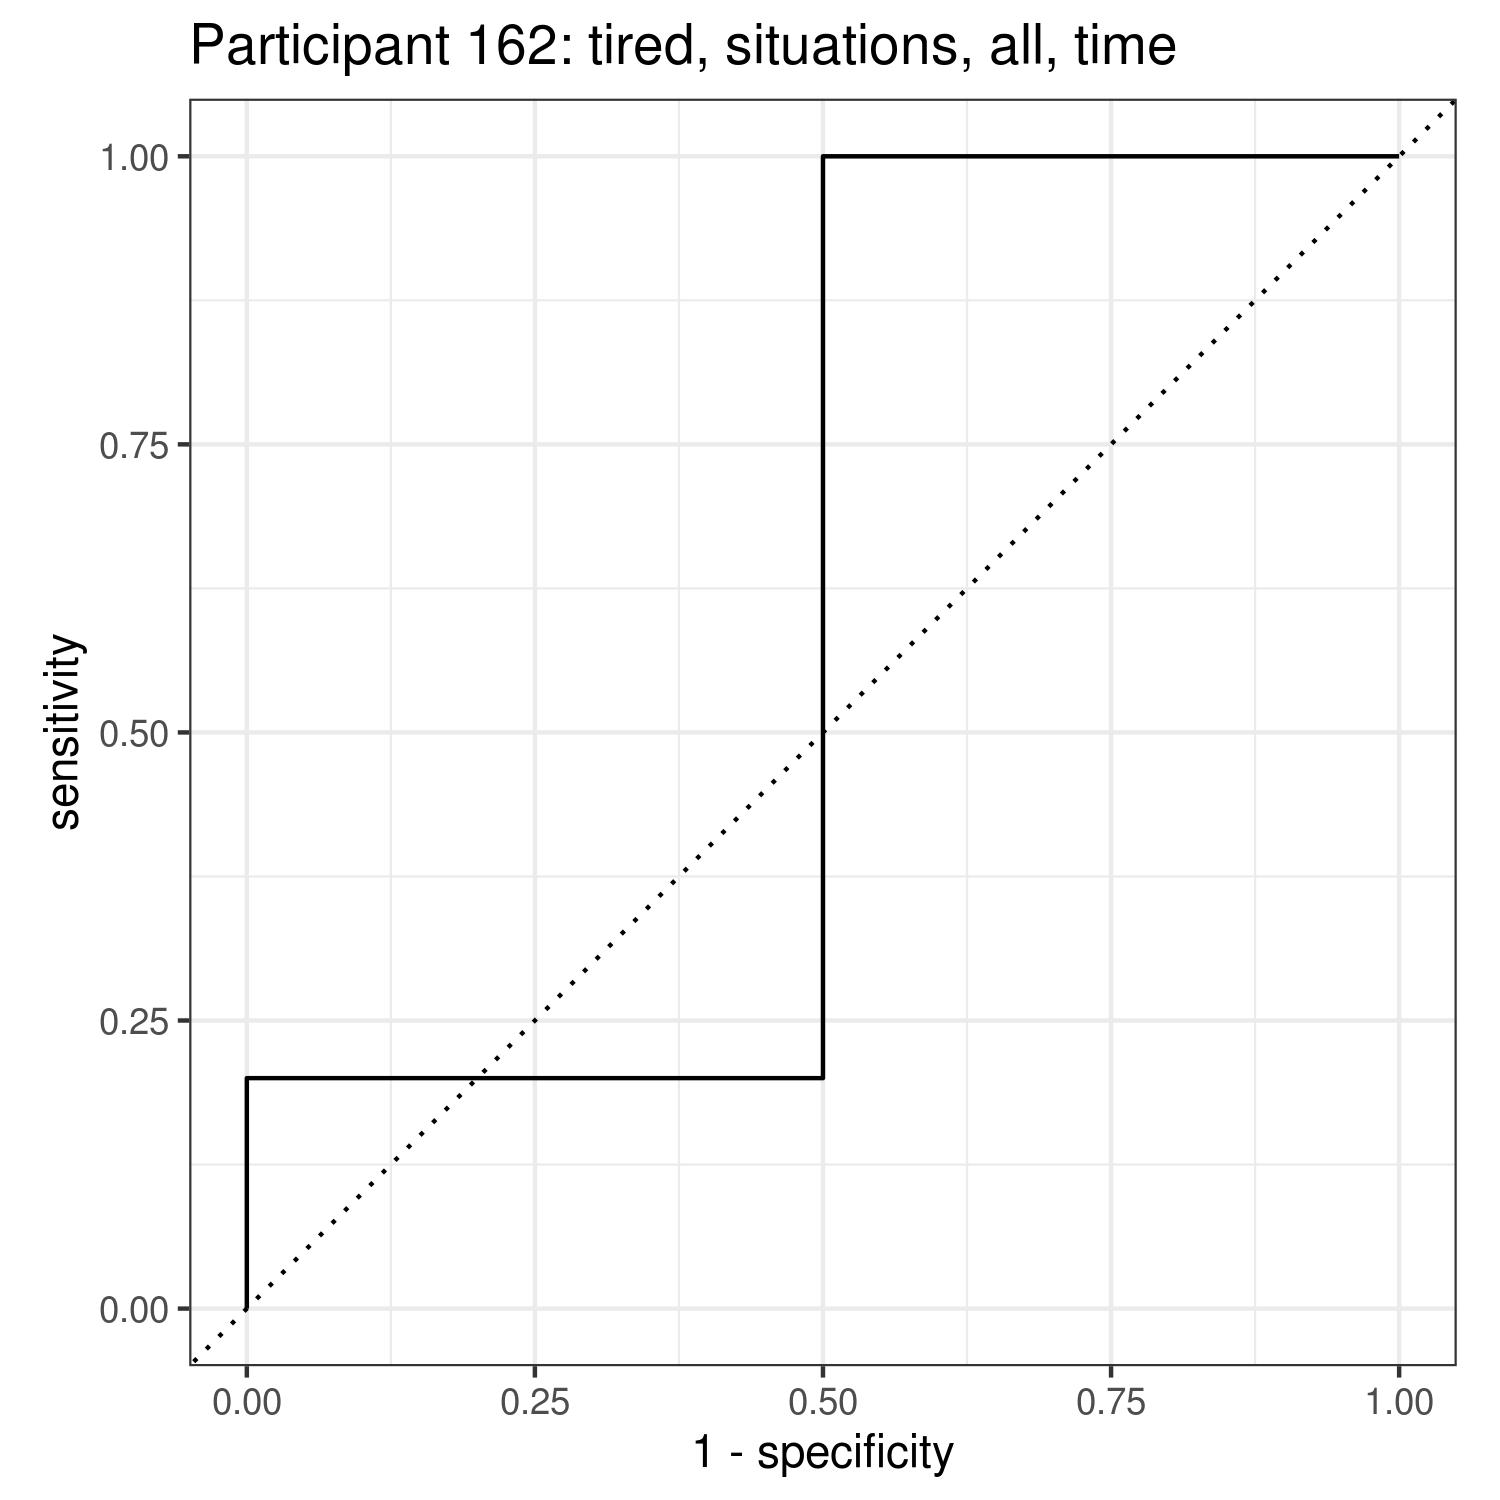 Participant 162: tired, situations, all, time
1.00
0.75
0.50
0.25
0.00
sensitivity
0.00 0.25 0.50 0.75 1.00
1 - specificity